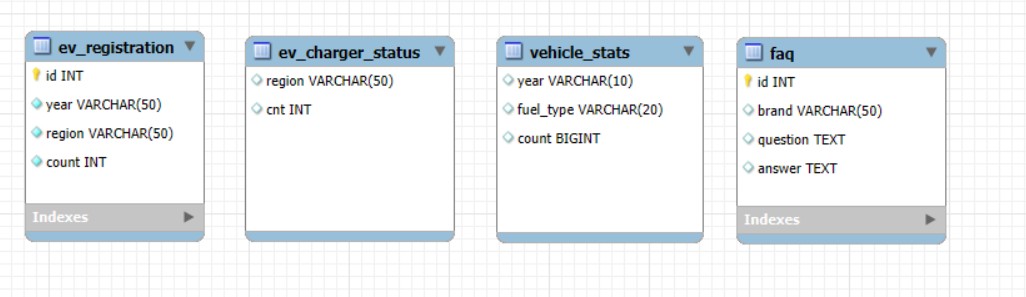 ev_registration
id INT
year VARCHAR(50)
region VARCHAR(50)
count INT
Indexes
ev_charger_status
region VARCHAR(50)
cnt INT
vehicle_stats
year VARCHAR(10)
fuel_type VARCHAR(20)
count BIGINT
faq
id INT
brand VARCHAR(50)
question TEXT
answer TEXT
Indexes